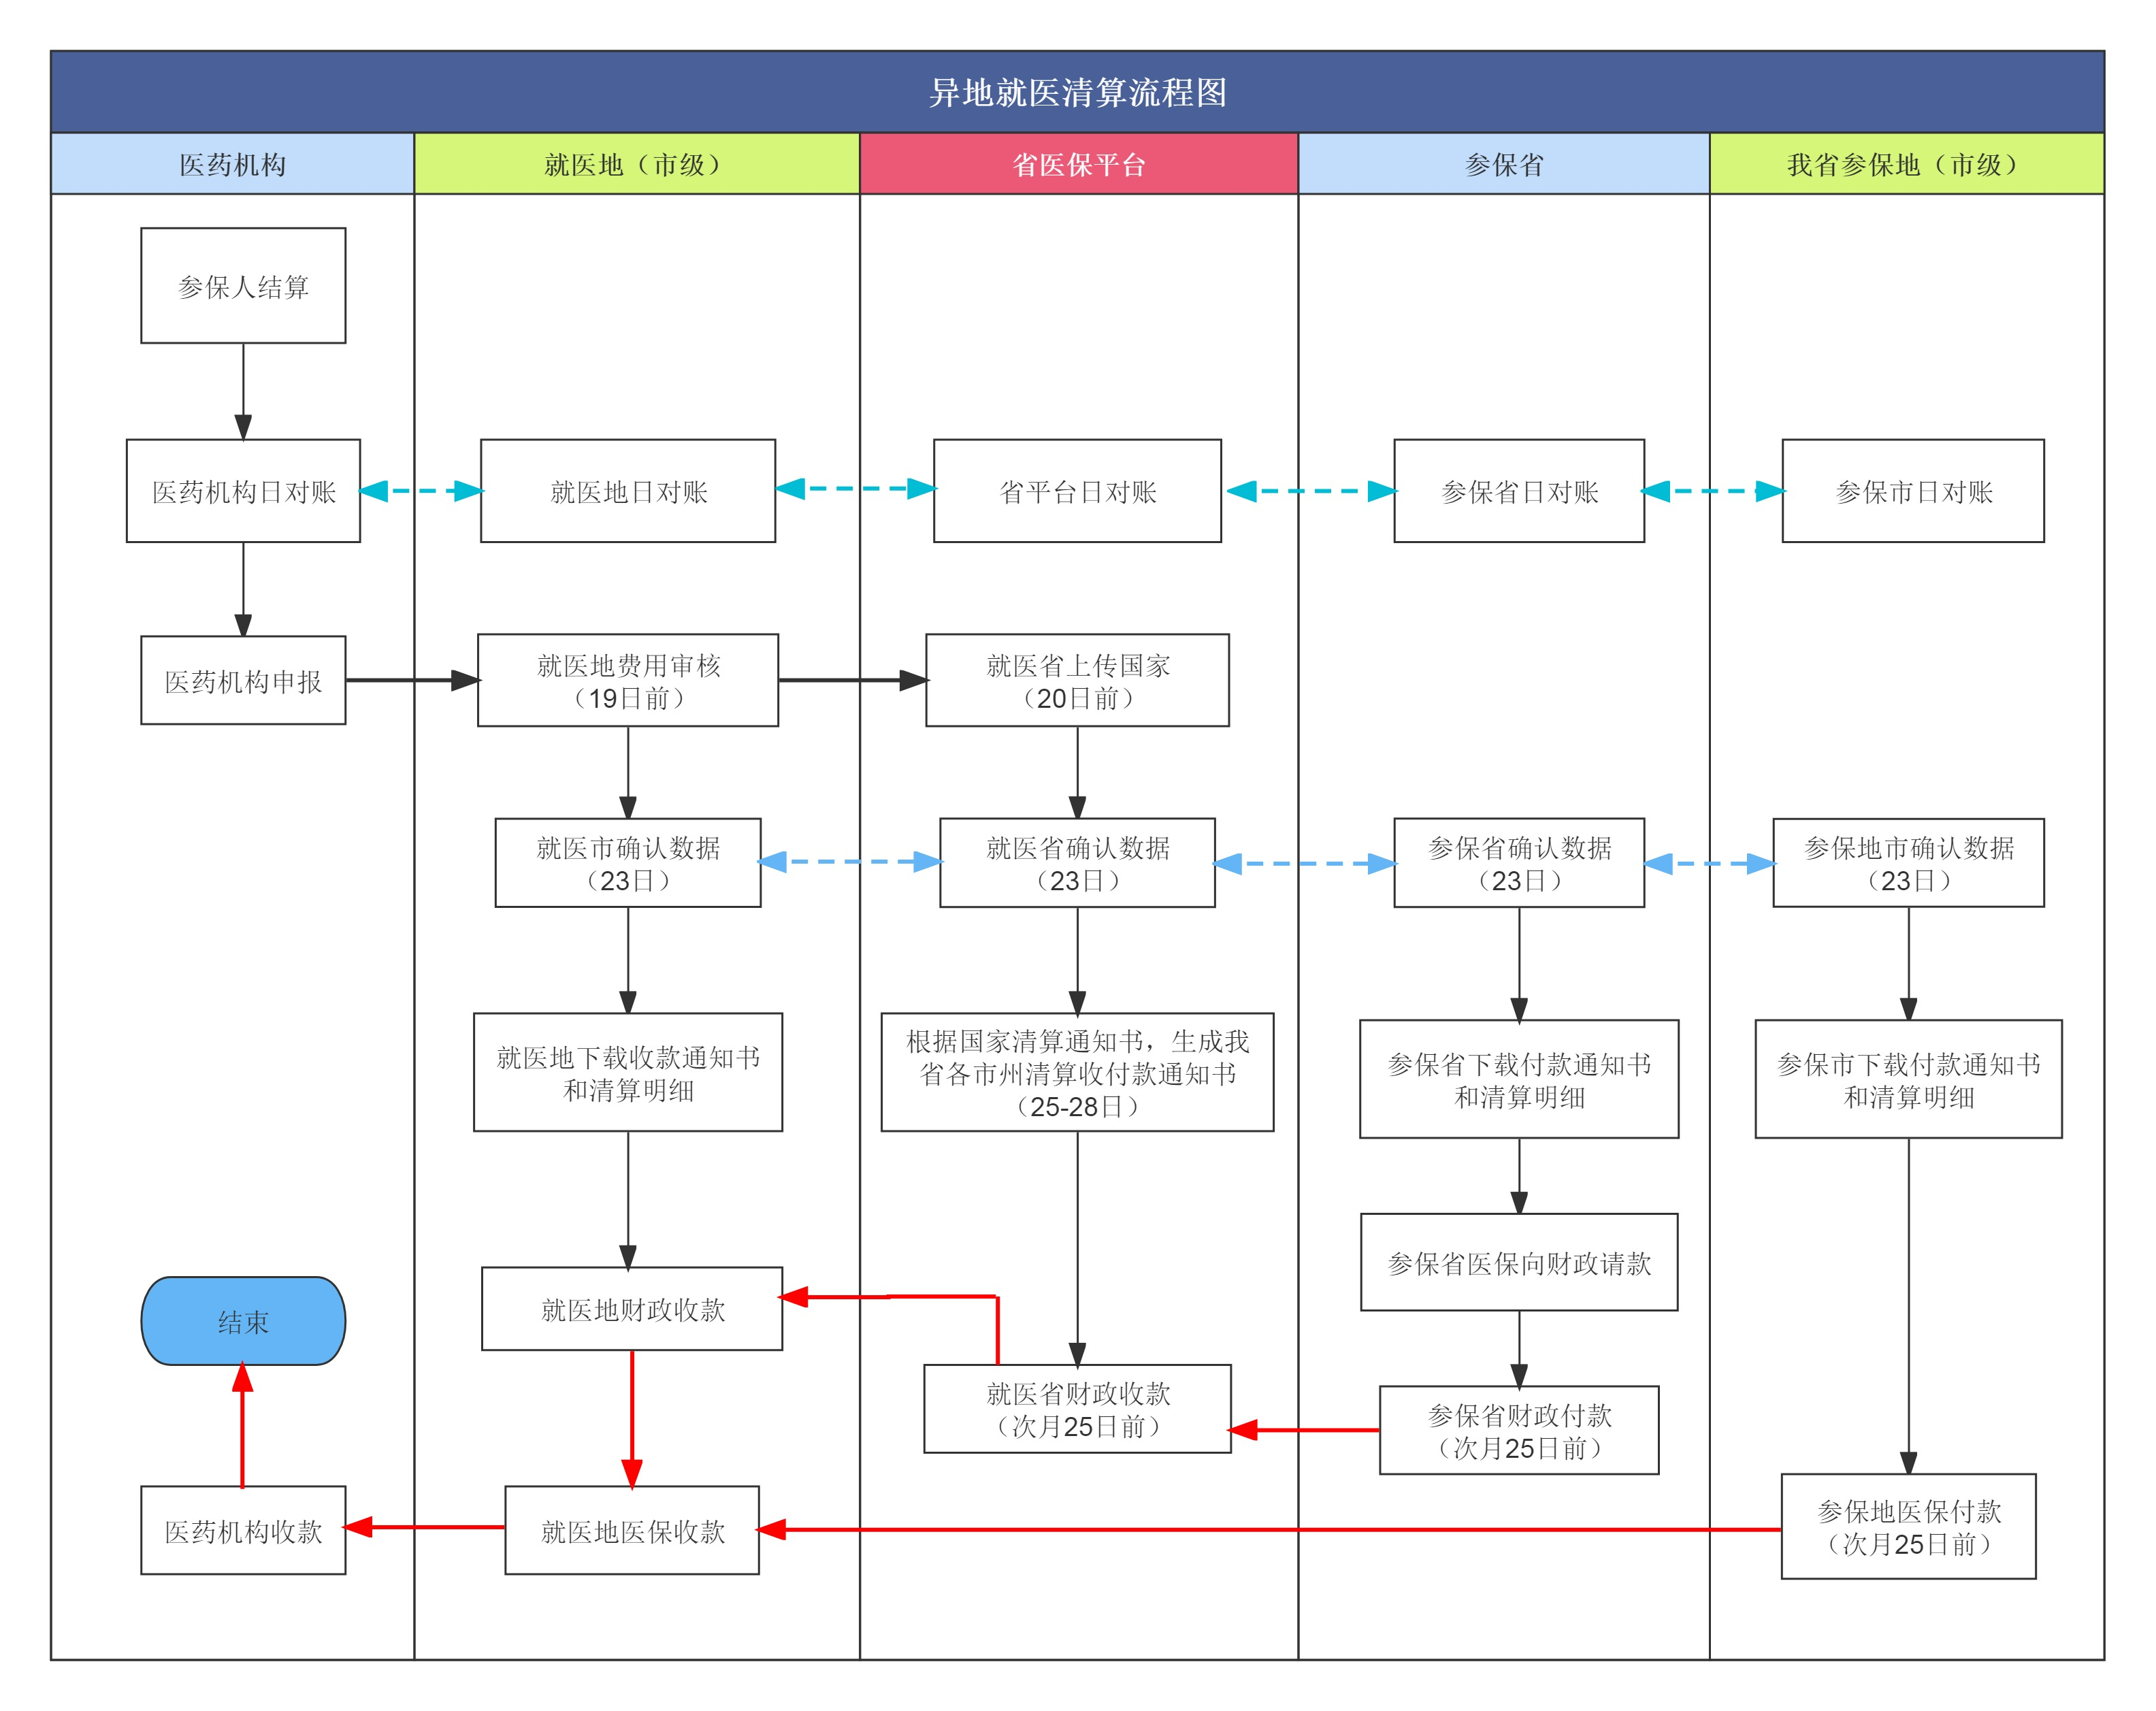 异地就医清算流程图
医药机构
就医地（市级）
省医保平台
参保省
我省参保地（市级）
参保人结算
医药机构日对账
就医地日对账
省平台日对账
参保省日对账
参保市日对账
医药机构申报
就医地费用审核
（19日前）
就医省上传国家
（20日前）
就医市确认数据
（23日）
就医省确认数据
（23日）
参保省确认数据
（23日）
参保地市确认数据
（23日）
就医地下载收款通知书
和清算明细
根据国家清算通知书，生成我
省各市州清算收付款通知书
（25-28日）
参保省下载付款通知书
和清算明细
参保市下载付款通知书
和清算明细
参保省医保向财政请款
结束
就医地财政收款
就医省财政收款
（次月25日前）
参保省财政付款
（次月25日前）
医药机构收款
就医地医保收款
参保地医保付款
（次月25日前）